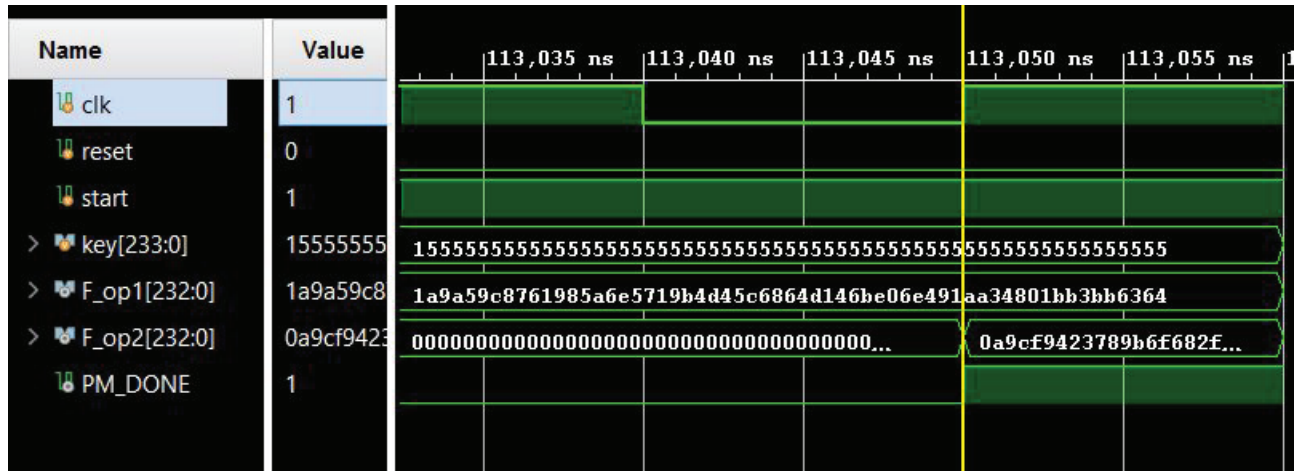 Name Value 113,035 ns 113,040 ns 113,045 ns 113,050 ns 113,055 ns
clk 1
reset 0
start 1
key[233:0] 15555555 15555555555555555555555555555555555555555555555555555555555
F_op1[232:0] 1a9a59c8 1a9a59c8761985a6e5719b4d45c6864d146be06e491aa34801bb3bb6364
F_op2[232:0] 0a9cf9423 000000000000000000000000000000000000... 0a9cf9423789b6f682f...
PM_DONE 1